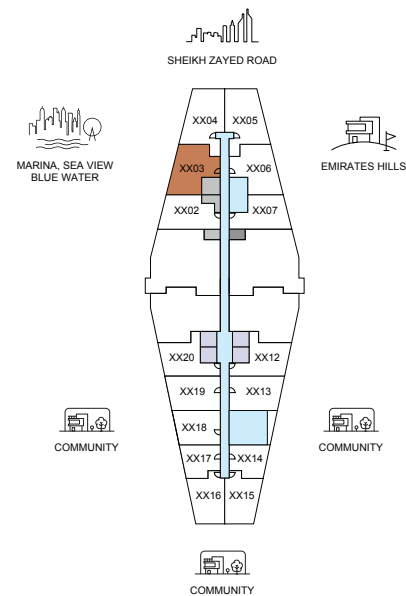 SHEIKH ZAYED ROAD
MARINA, SEA VIEW
BLUE WATER
EMIRATES HILLS
XX04 XX05
XX03 XX06
XX02 XX07
XX20 XX12
XX19 XX13
XX18
XX17 XX14
XX16 XX15
COMMUNITY
COMMUNITY
COMMUNITY